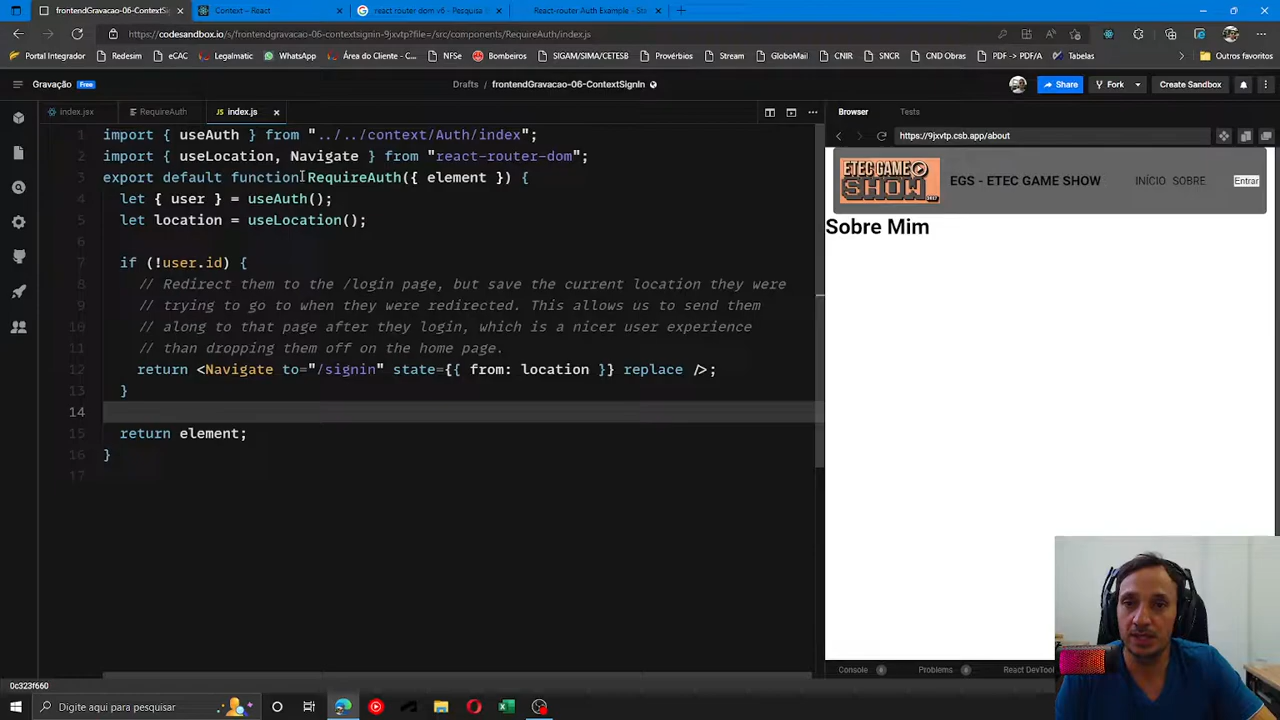 frontendGravacao-06-ContextSi
Context – React
react router dom v6 - Pesquisa
React-router Auth Example - St
https://codesandbox.io/s/frontendgravacao-06-contextsignin-9jxvtp?file=/src/components/RequireAuth/index.js
Portal Integrador
Redesim
eCAC
Legalmatic
WhatsApp
Área do Cliente - C...
NFSe
Bombeiros
SIGAM/SIMA/CETESB
Provérbios
Stream
GloboMail
CNIR
SNCR
CND Obras
PDF -> PDF/A
Tabelas
Outros favoritos
Gravação
Free
Drafts / frontendGravacao-06-ContextSignIn
Share
Fork
Create Sandbox
index.jsx
RequireAuth
index.js
Browser
Tests
https://9jxvtp.csb.app/about
1 import { useAuth } from "../../context/Auth/index";
2 import { useLocation, Navigate } from "react-router-dom";
3 export default function RequireAuth({ element }) {
4 let { user } = useAuth();
5 let location = useLocation();
6
7 if (!user.id) {
8 // Redirect them to the /login page, but save the current location they were
9 // trying to go to when they were redirected. This allows us to send them
10 // along to that page after they login, which is a nicer user experience
11 // than dropping them off on the home page.
12 return <Navigate to="/signin" state={{ from: location }} replace />;
13 }
14
15 return element;
16 }
17
ETEC GAME
SHOW
EGS - ETEC GAME SHOW
INÍCIO
SOBRE
Entrar
Sobre Mim
Console 0
Problems 0
React DevTool
0c323f660
Digite aqui para pesquisar